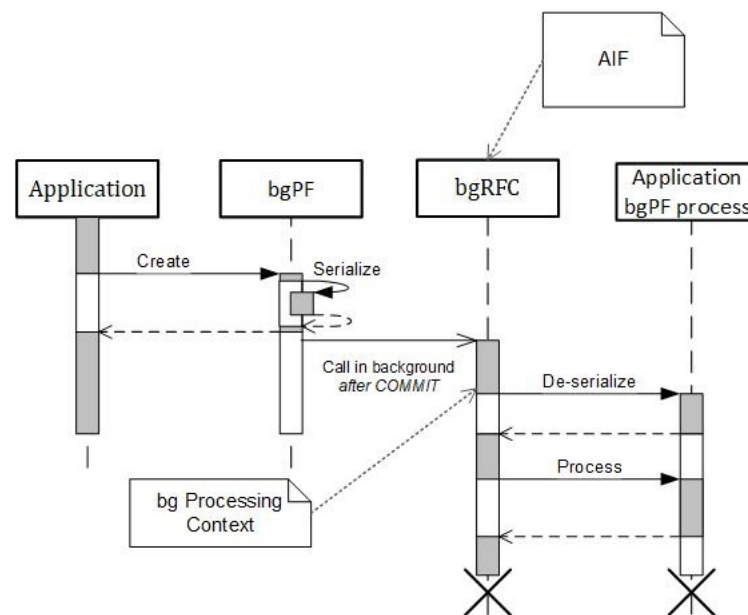 AIF
Application
bgPF
bgRFC
Application
bgPF process
Create
Serialize
Call in background
after COMMIT
De-serialize
Process
bg Processing
Context